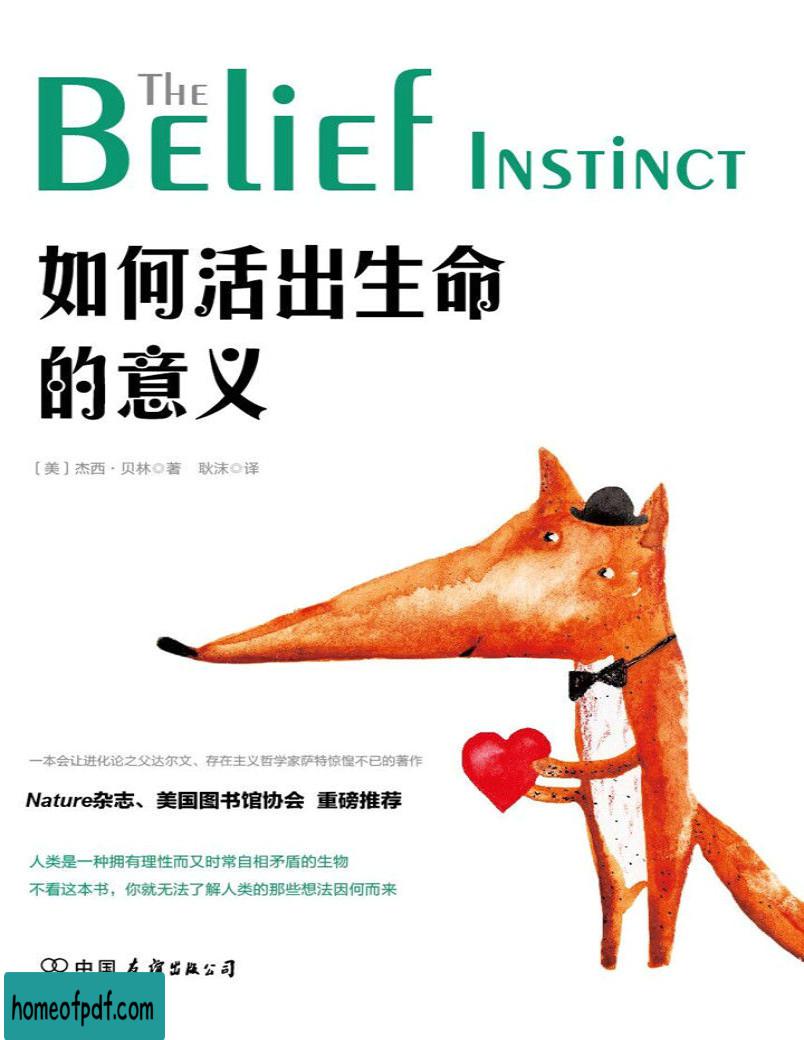 The Belief Instinct
如何活出生命
的意义
［美］杰西·贝林◎著 耿沫◎译
一本会让进化论之父达尔文、存在主义哲学家萨特惊惶不已的著作
Nature杂志、美国图书馆协会 重磅推荐
人类是一种拥有理性而又时常自相矛盾的生物
不看这本书，你就无法了解人类的那些想法因何而来
中国友谊出版公司
homeofpdf.com